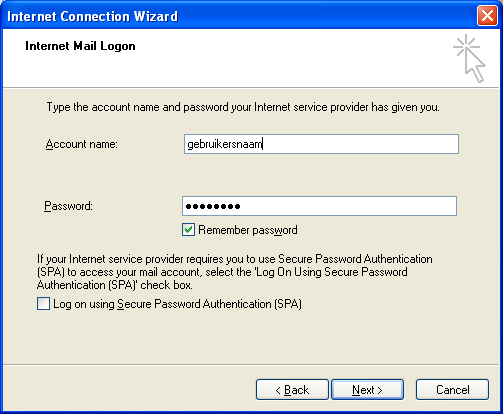 Internet Connection Wizard
Internet Mail Logon
Type the account name and password your Internet service provider has given you.
Account name:
gebruikersnaam
Password:
●●●●●●●●
Remember password
If your Internet service provider requires you to use Secure Password Authentication
(SPA) to access your mail account, select the 'Log On Using Secure Password
Authentication (SPA)' check box.
Log on using Secure Password Authentication (SPA)
< Back
Next >
Cancel